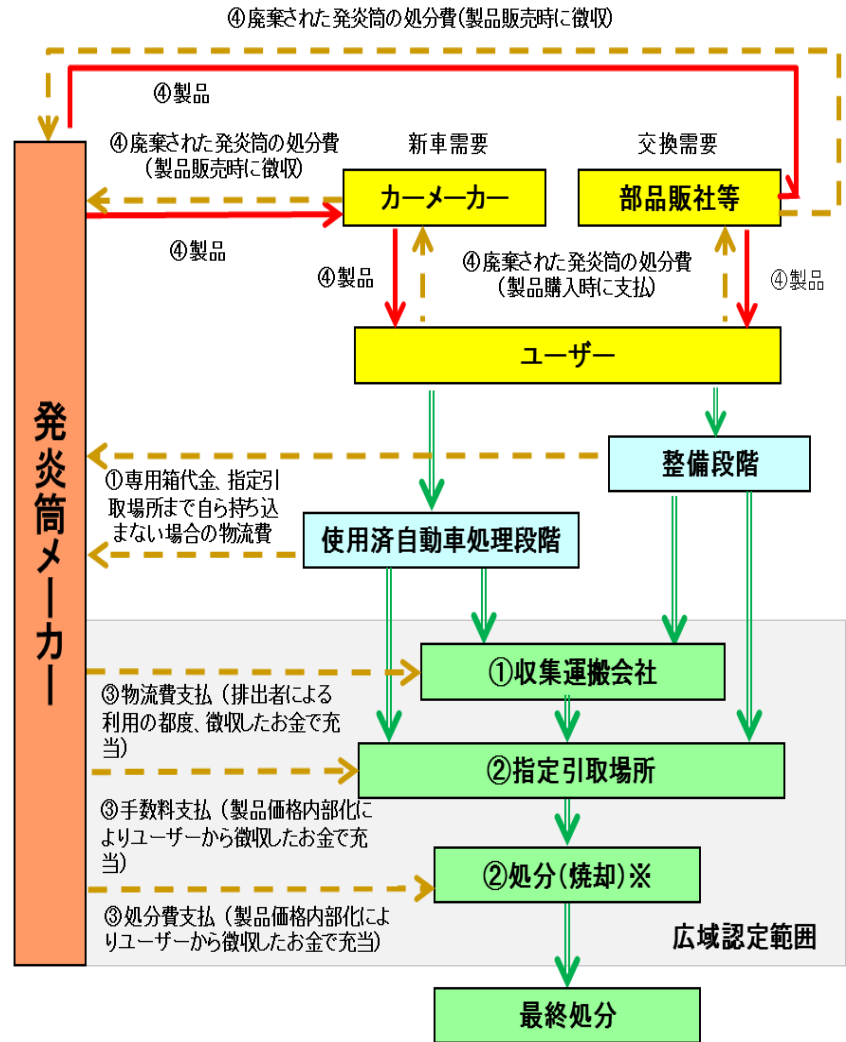 ④廃棄された発炎筒の処分費(製品販売時に徴収)
④製品
④廃棄された発炎筒の処分費
(製品販売時に徴収)
新車需要
交換需要
カーメーカー
部品販社等
④製品
④製品
④廃棄された発炎筒の処分費
(製品購入時に支払)
④製品
ユーザー
発炎筒メーカー
整備段階
①専用箱代金、指定引
取場所まで自ら持ち込
まない場合の物流費
使用済自動車処理段階
①収集運搬会社
③物流費支払(排出者による
利用の都度、徴収したお金で充
当)
②指定引取場所
③手数料支払(製品価格内部化に
よりユーザーから徴収したお金で充
当)
②処分(焼却)※
③処分費支払(製品価格内部化によ
りユーザーから徴収したお金で充当)
広域認定範囲
最終処分